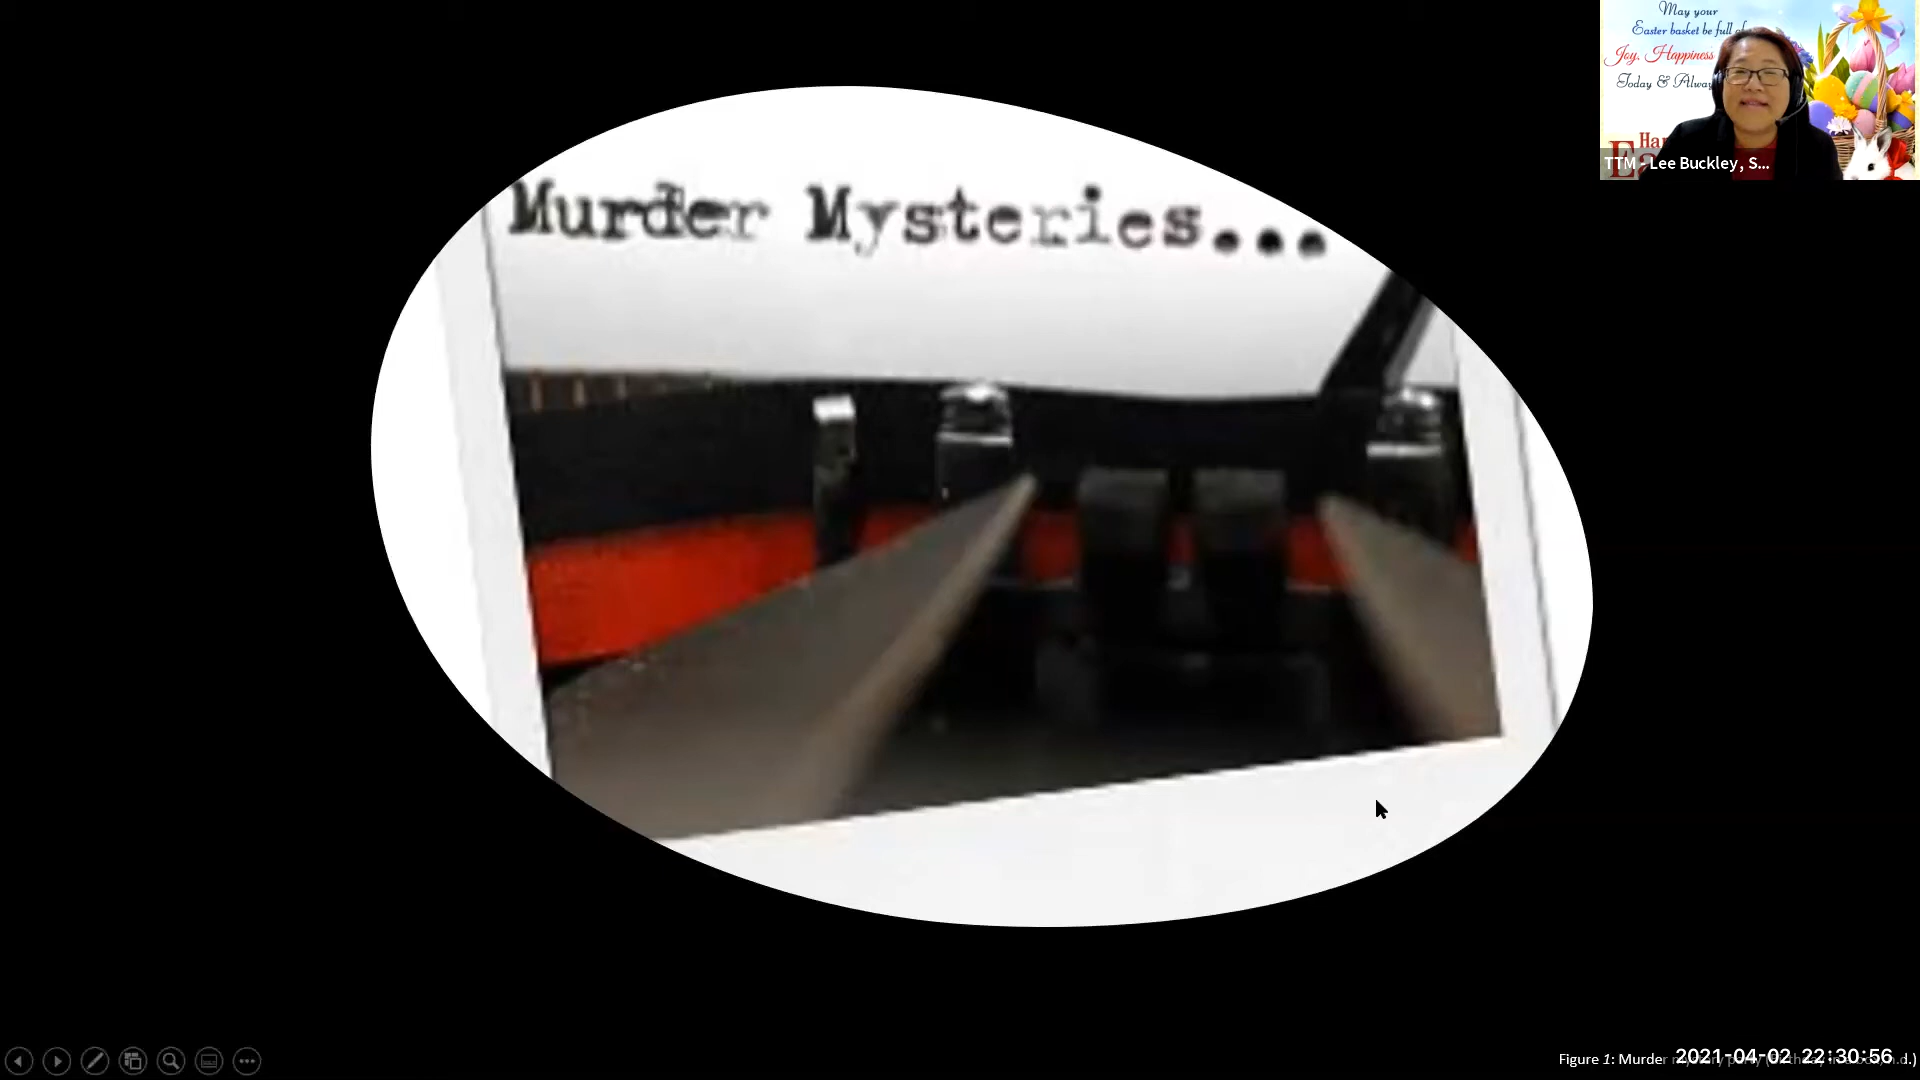 May your
Easter basket be full of
Joy, Happiness
Today & Alway
Murder Mysteries...
TTM - Lee Buckley, S...
Figure 1: Murder
2021-04-02 22:30:56